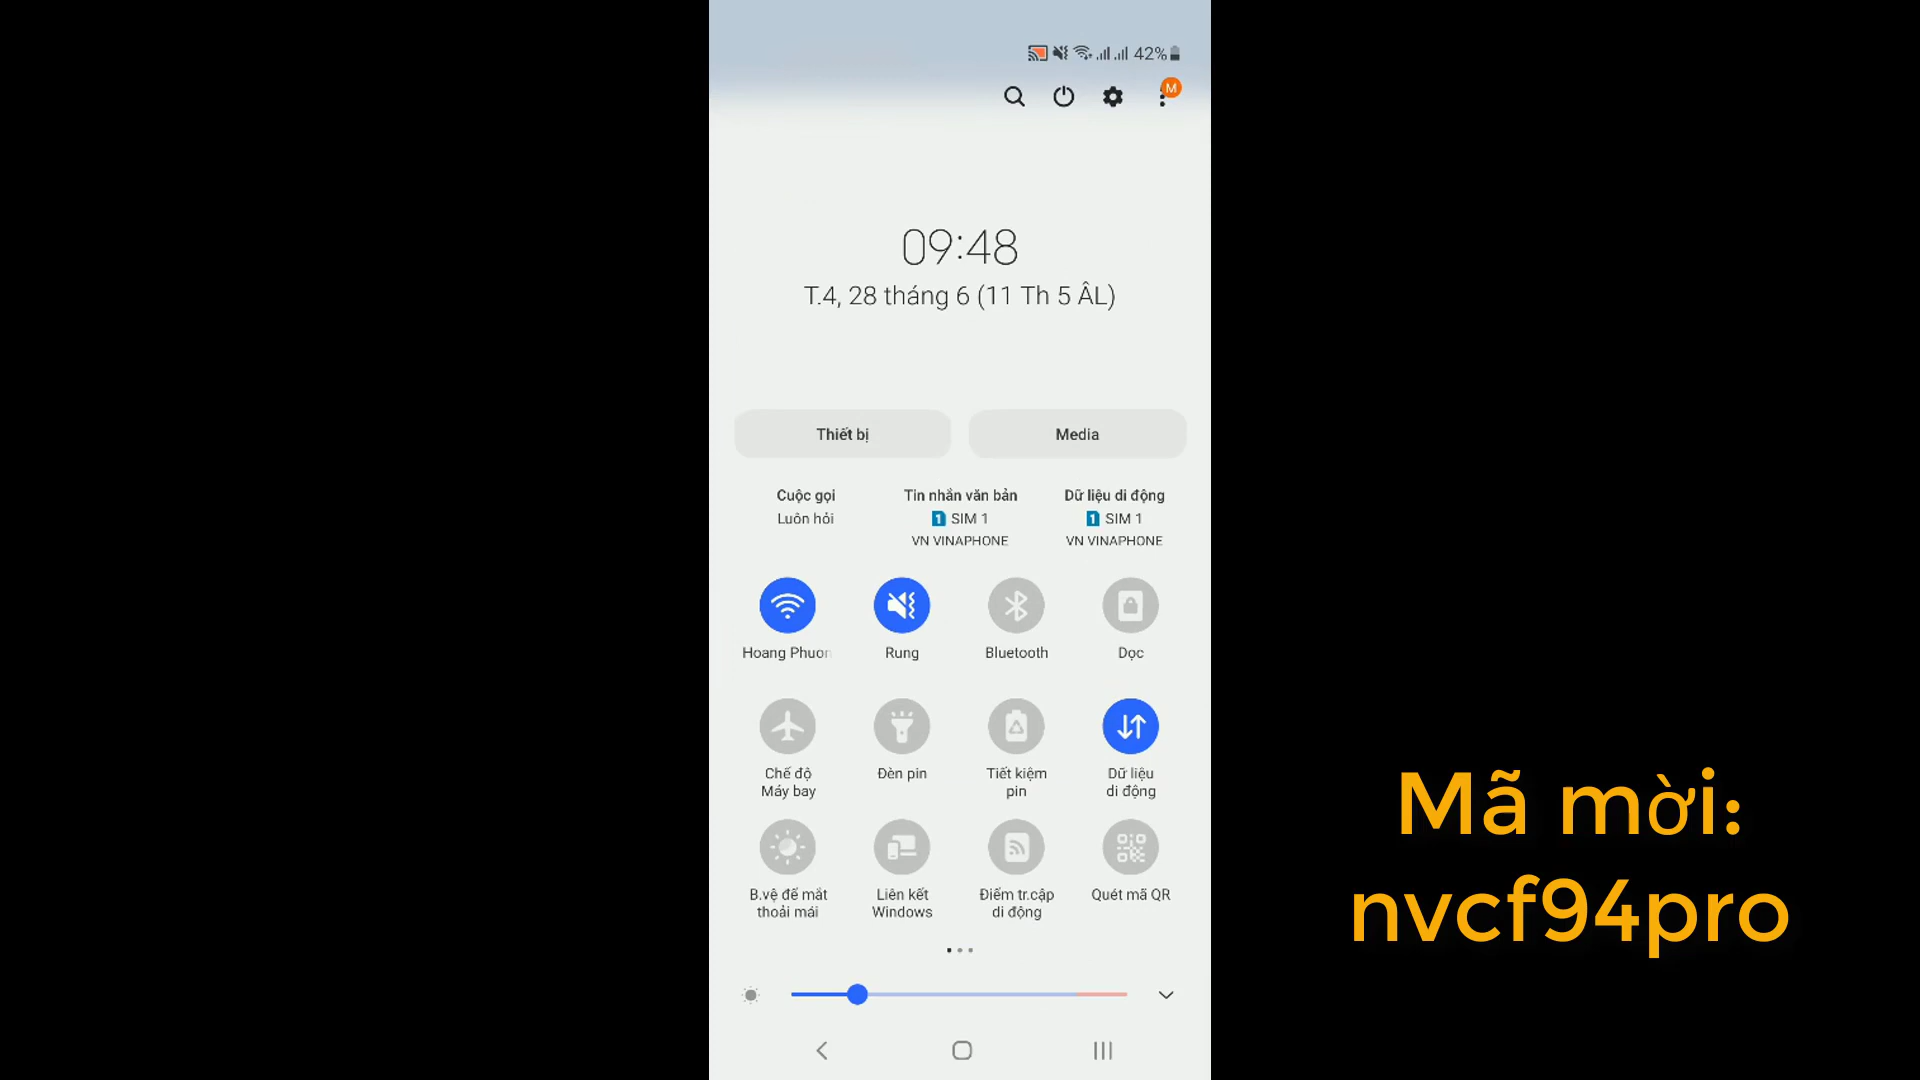 42%
M
09:48
T.4, 28 tháng 6 (11 Th 5 ÂL)
Thiết bị
Media
Cuộc gọi
Luôn hỏi
Tin nhắn văn bản
1 SIM 1
VN VINAPHONE
Dữ liệu di động
1 SIM 1
VN VINAPHONE
Hoang Phuon
Rung
Bluetooth
Dọc
Chế độ
Máy bay
Đèn pin
Tiết kiệm
pin
Dữ liệu
di động
B.vệ để mắt
thoải mái
Liên kết
Windows
Điểm tr.cập
di động
Quét mã QR
Mã mời:
nvcf94pro